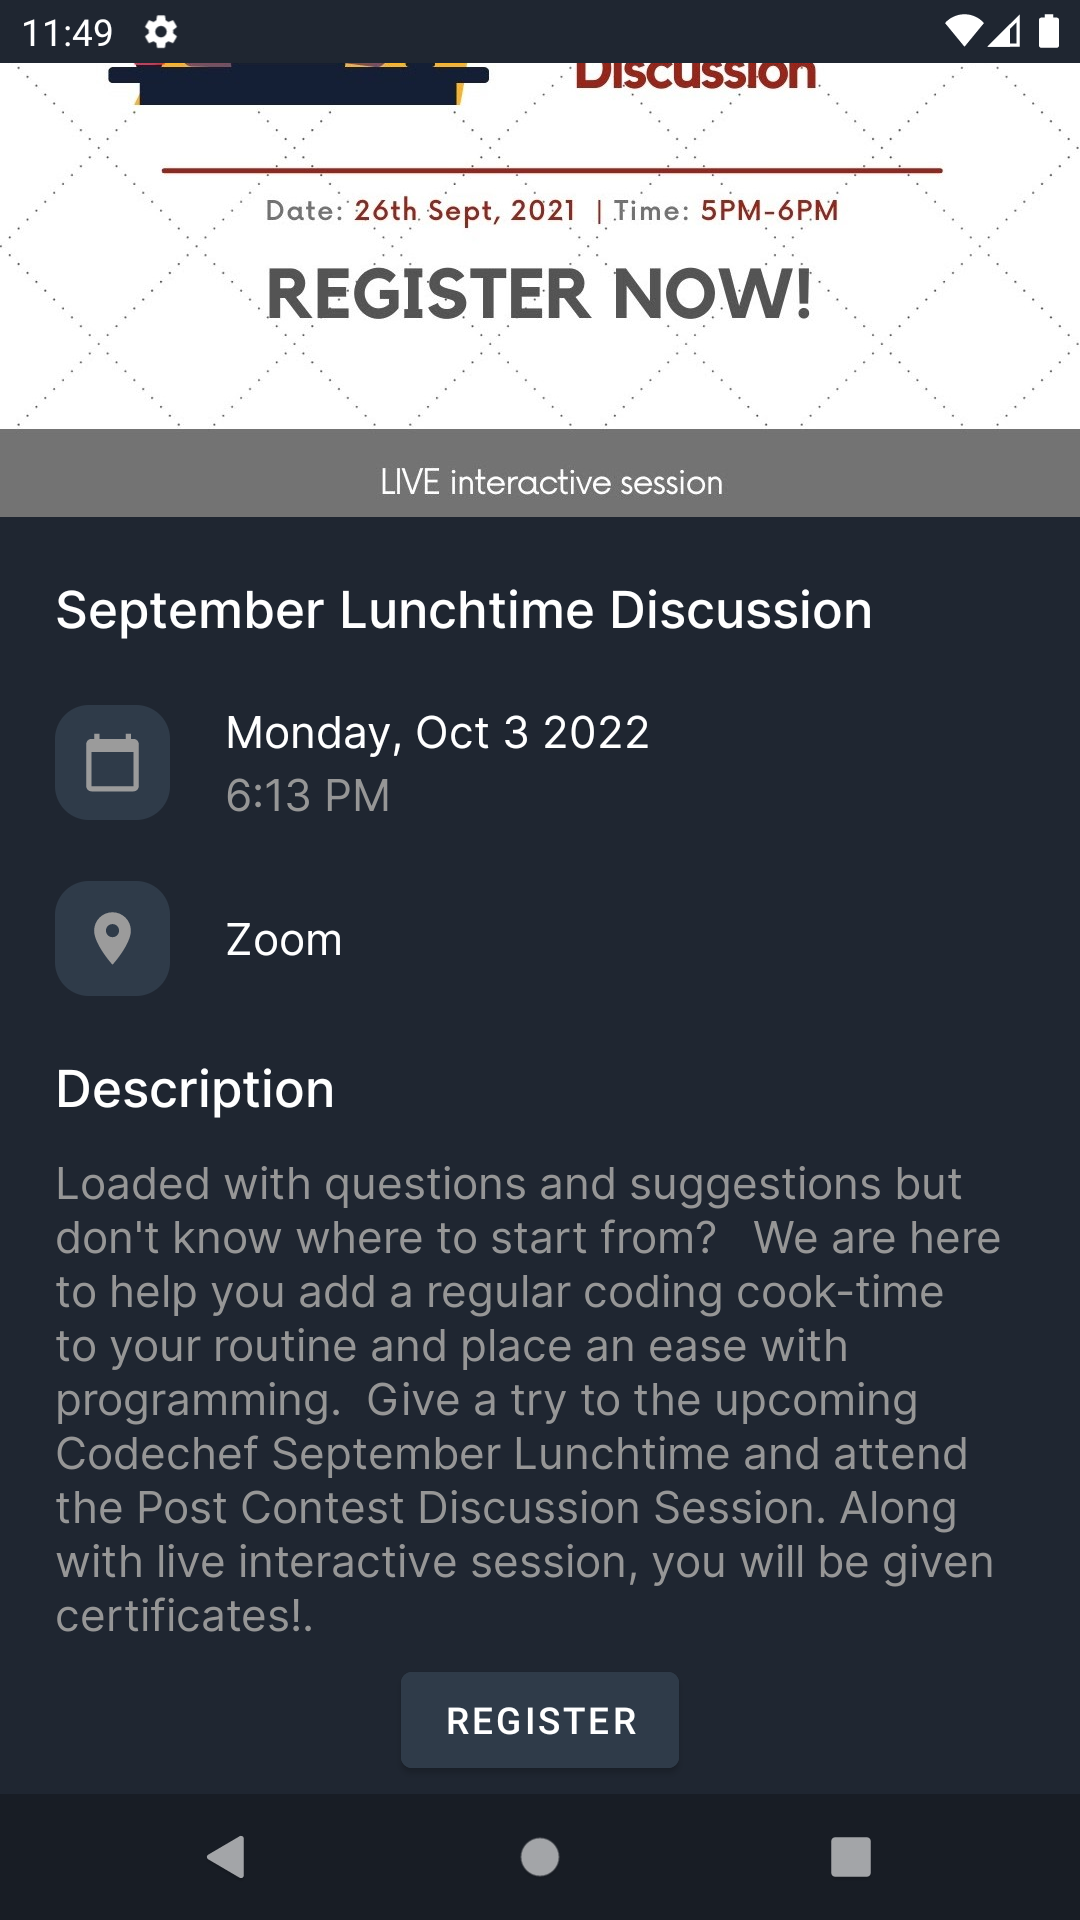 11:49
Discussion
Date: 26th Sept, 2021 | Time: 5PM-6PM
REGISTER NOW!
LIVE interactive session
September Lunchtime Discussion
Monday, Oct 3 2022
6:13 PM
Zoom
Description
Loaded with questions and suggestions but
don't know where to start from?   We are here
to help you add a regular coding cook-time
to your routine and place an ease with
programming.  Give a try to the upcoming
Codechef September Lunchtime and attend
the Post Contest Discussion Session. Along
with live interactive session, you will be given
certificates!.
REGISTER